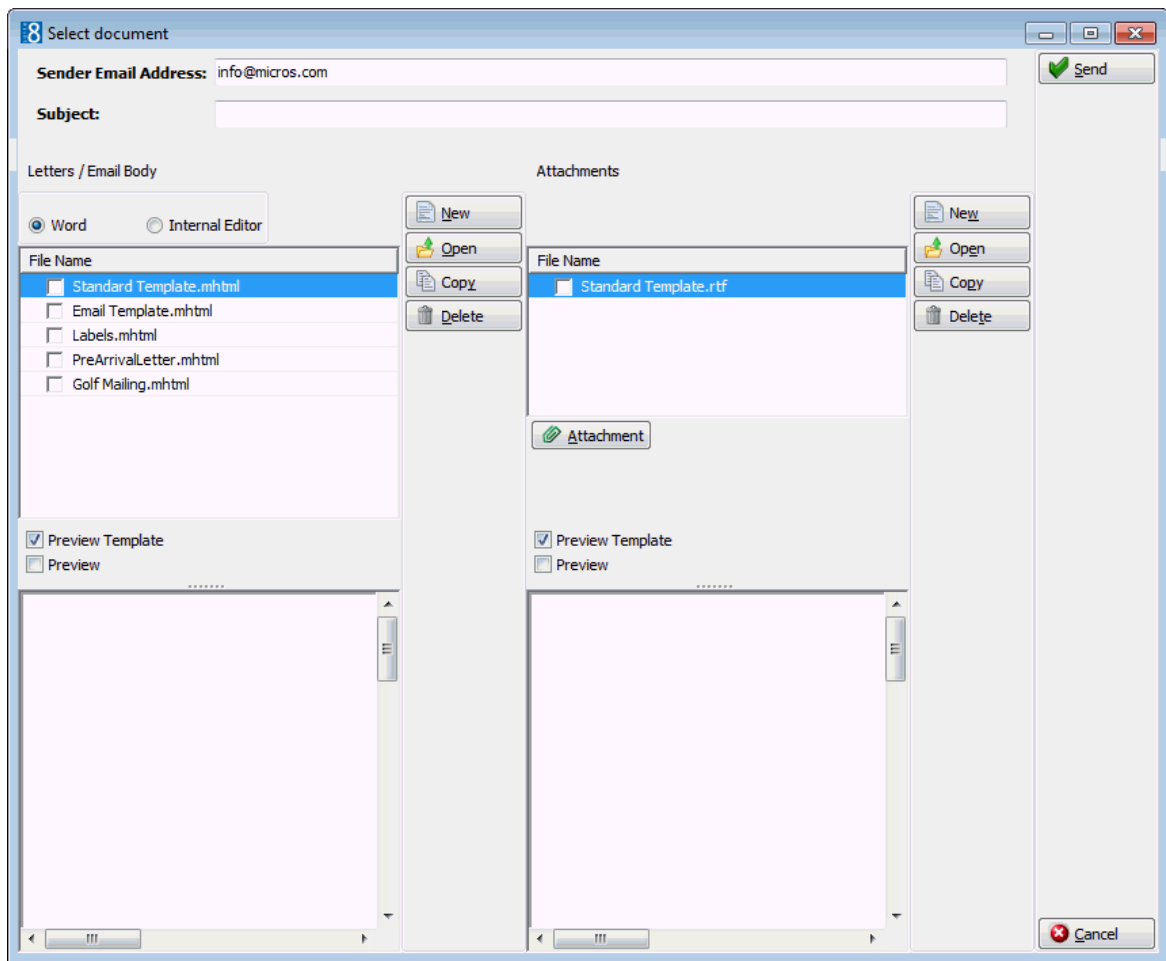 8 Select document
Sender Email Address: info@micros.com
Send
Subject:
Letters / Email Body
Attachments
Word
Internal Editor
New
Open
Copy
Delete
File Name
Standard Template.mhtml
Email Template.mhtml
Labels.mhtml
PreArrivalLetter.mhtml
Golf Mailing.mhtml
New
Open
Copy
Delete
File Name
Standard Template.rtf
Attachment
Preview Template
Preview
Preview Template
Preview
Cancel